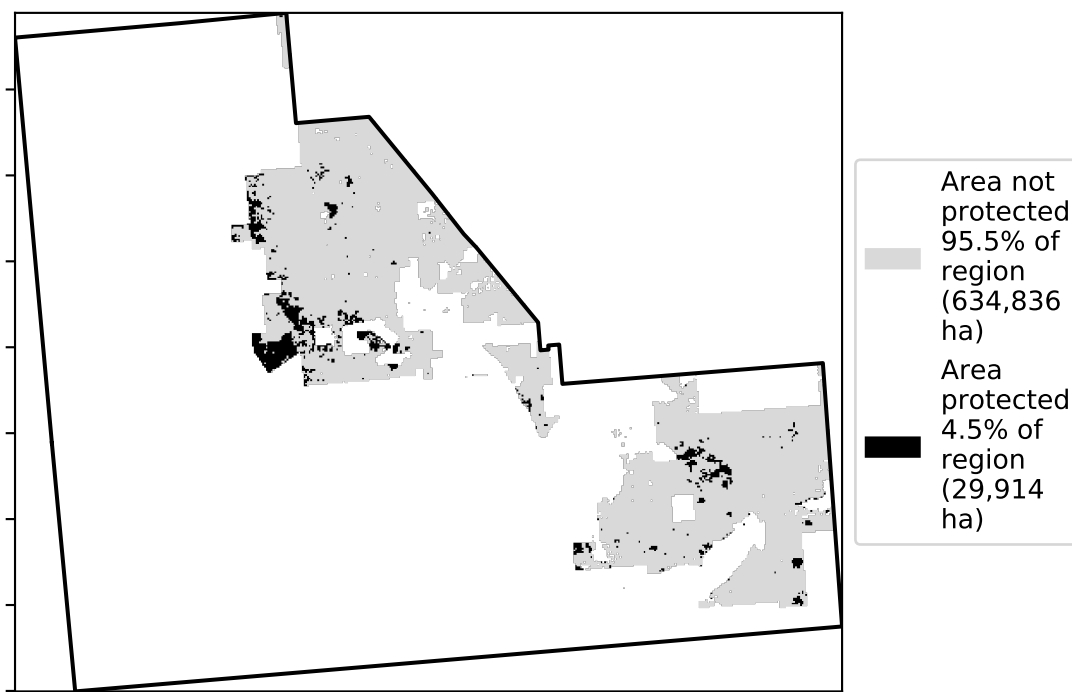 Area not
protected
95.5% of
region
(634,836
ha)
Area
protected
4.5% of
region
(29,914
ha)